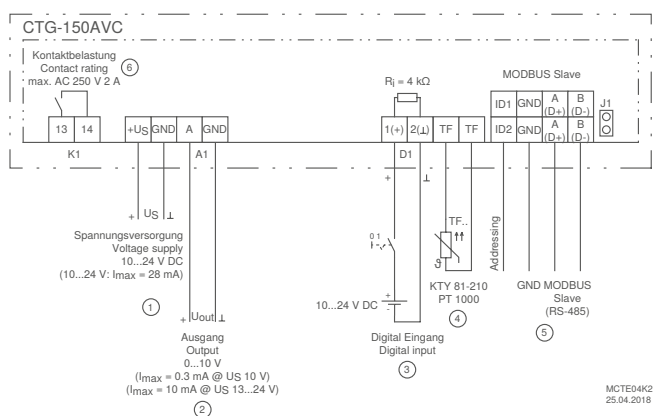 CTG-150AVC
Kontaktbelastung
Contact rating
max. AC 250 V 2 A
6
13 14
K1
+US GND A GND
A1
Ri = 4 kΩ
1(+) 2(⊥) TF TF
D1
MODBUS Slave
ID1 GND A (D+) B (D-)
ID2 GND A (D+) B (D-)
J1
+ US ⊥
Spannungsversorgung
Voltage supply
10...24 V DC
(10...24 V: Imax = 28 mA)
1
+ Uout ⊥
Ausgang
Output
0...10 V
(Imax = 0.3 mA @ US 10 V)
(Imax = 10 mA @ US 13...24 V)
2
+ ⊥
0 1
+
-
10...24 V DC
Digital Eingang
Digital input
3
TF..
ϑ
KTY 81-210
PT 1000
4
Addressing
GND MODBUS
Slave
(RS-485)
5
MCTE04K2
25.04.2018